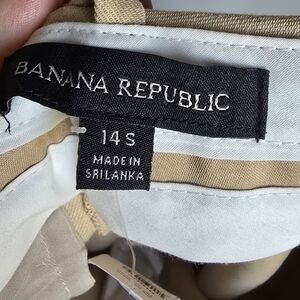 BANANA REPUBLIC
14 S
MADE IN
SRI LANKA